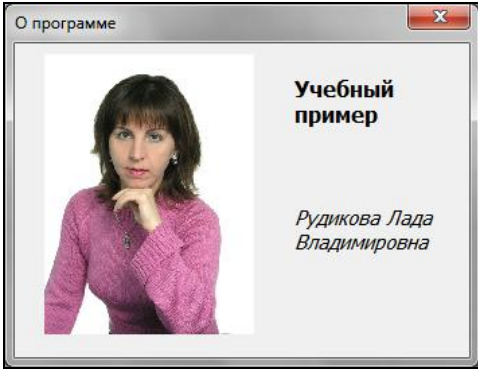 О программе
Учебный
пример
Рудикова Лада
Владимировна